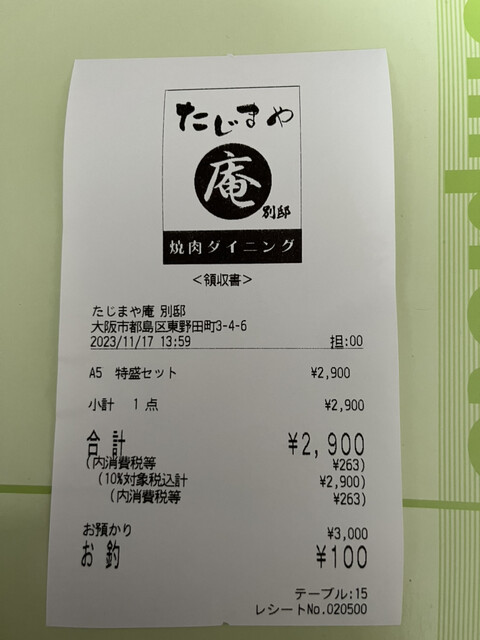 たじまや
庵
別邸
焼肉ダイニング
＜領収書＞
たじまや庵 別邸
大阪市都島区東野田町3-4-6
2023/11/17 13:59 担:00
A5 特盛セット ¥2,900
小計 1 点 ¥2,900
合計 ¥2,900
(内消費税等 ¥263)
(10%対象税込計 ¥2,900)
(内消費税等 ¥263)
お預かり ¥3,000
お釣 ¥100
テーブル:15
レシートNo.020500